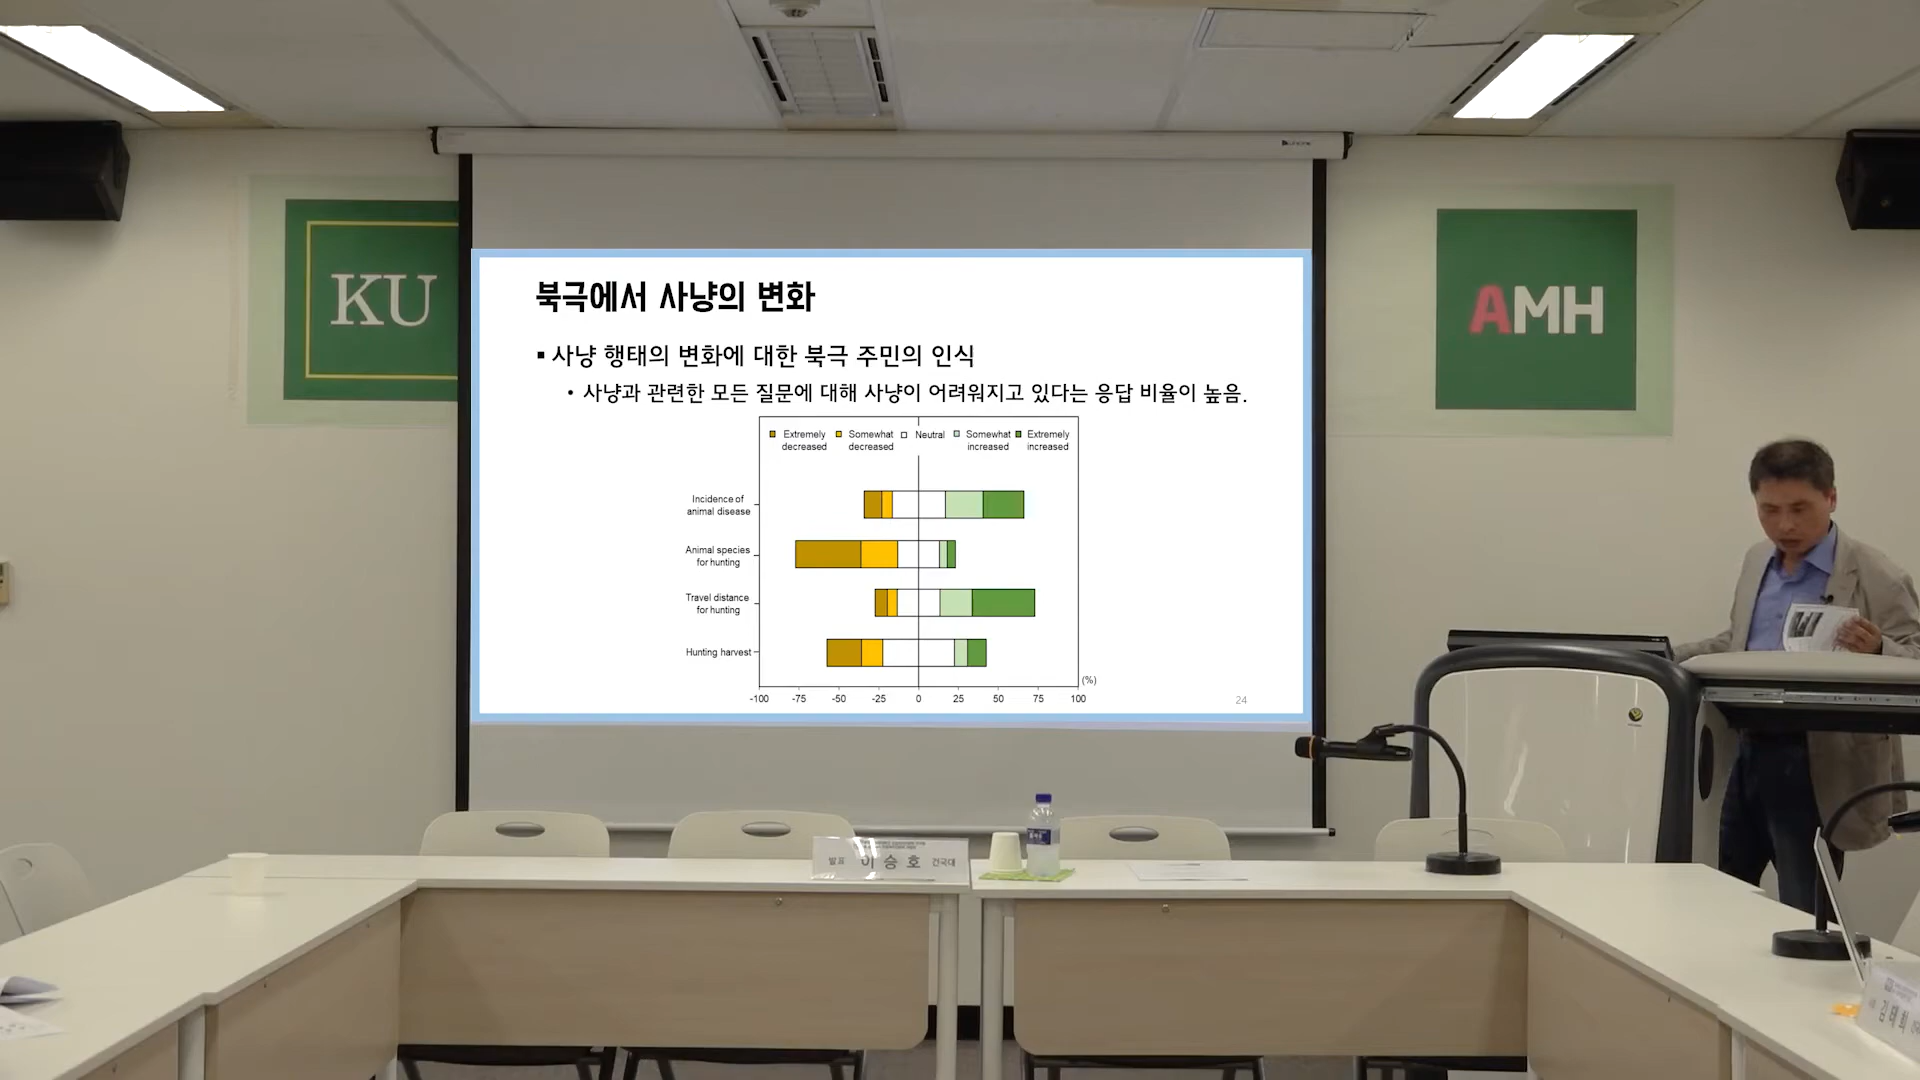 KU
AMH
북극에서 사냥의 변화
▪ 사냥 행태의 변화에 대한 북극 주민의 인식
• 사냥과 관련한 모든 질문에 대해 사냥이 어려워지고 있다는 응답 비율이 높음.
Extremely decreased
Somewhat decreased
Neutral
Somewhat increased
Extremely increased
Incidence of
animal disease
Animal species
for hunting
Travel distance
for hunting
Hunting harvest
(%)
-100 -75 -50 -25 0 25 50 75 100
24
발표 이승호 건국대